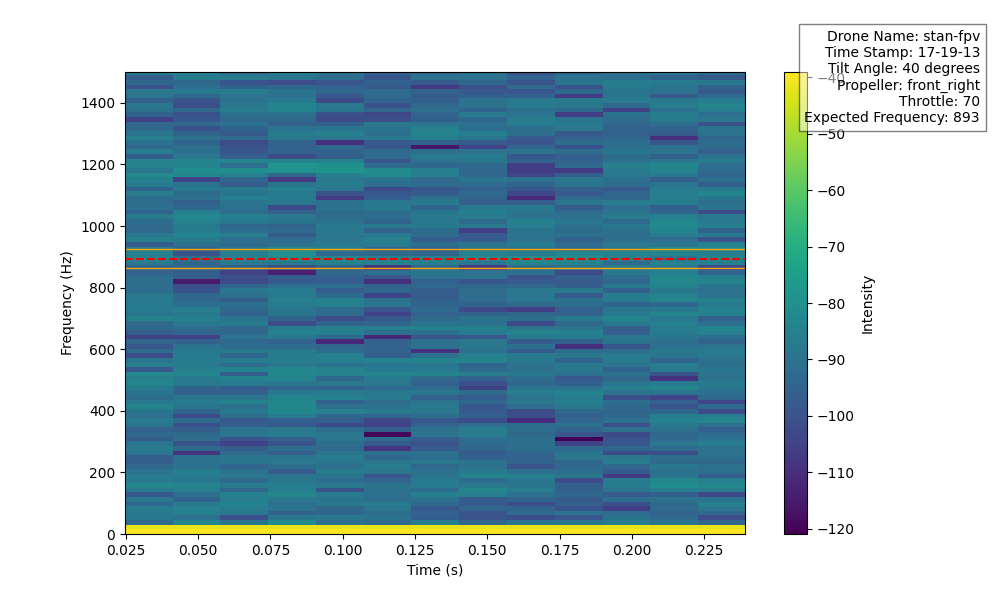 Drone Name: stan-fpv
Time Stamp: 17-19-13
Tilt Angle: 40 degrees
Propeller: front_right
Throttle: 70
Expected Frequency: 893
1400
1200
1000
800
600
400
200
0
Frequency (Hz)
0.025 0.050 0.075 0.100 0.125 0.150 0.175 0.200 0.225
Time (s)
−40
−50
−60
−70
−80
−90
−100
−110
−120
Intensity